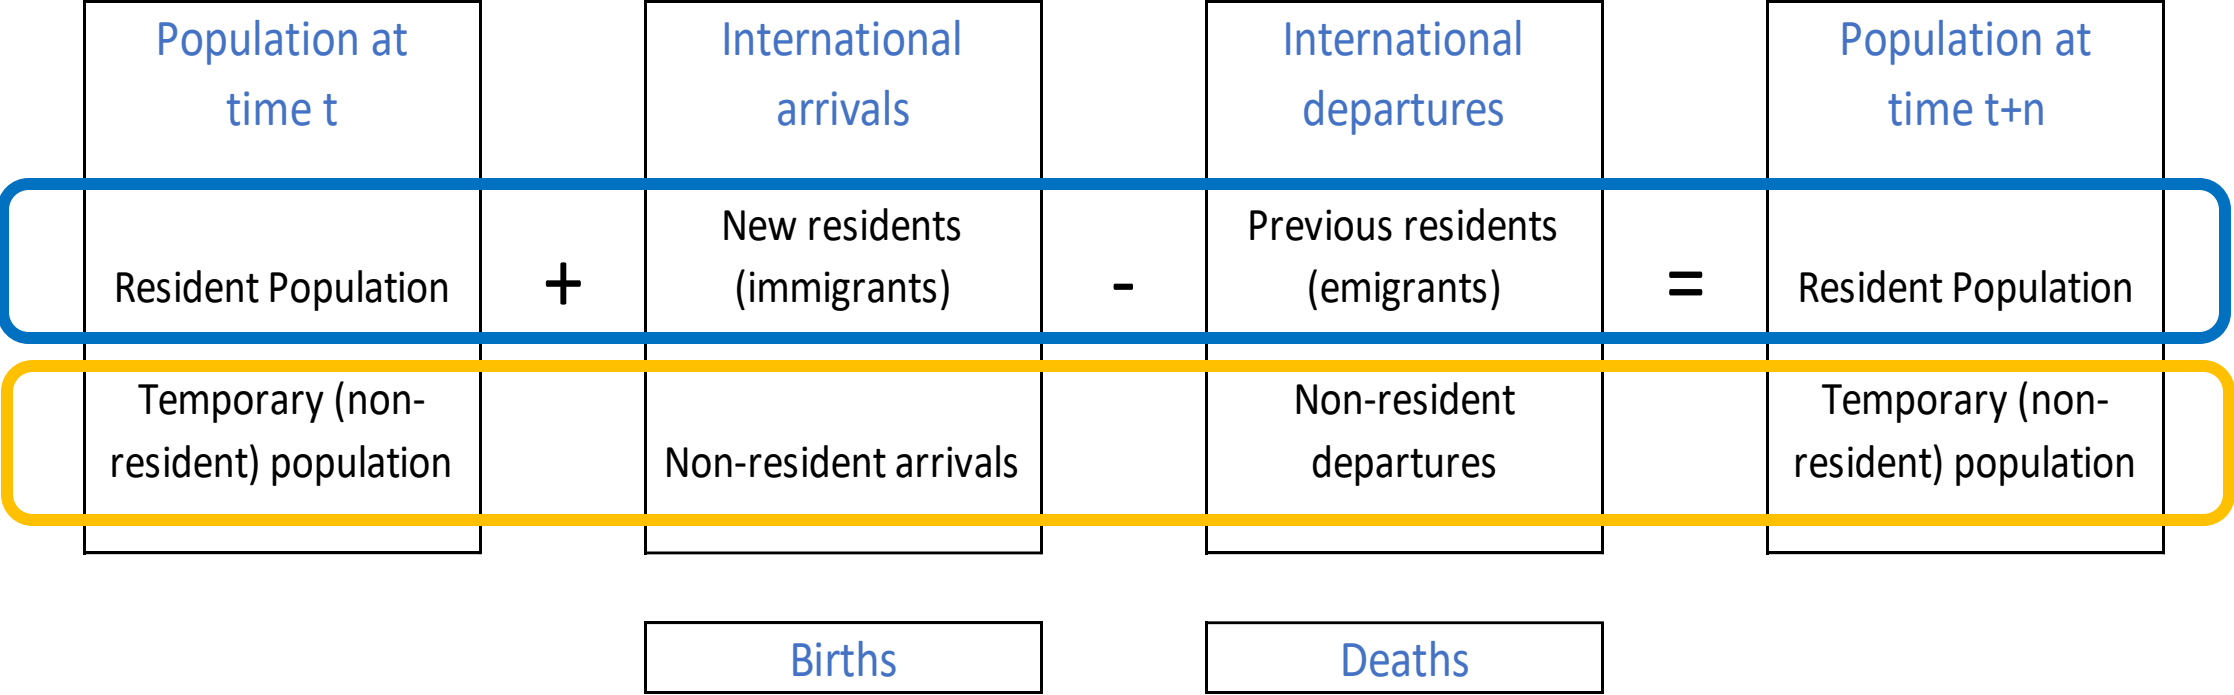 Population at
time t
International
arrivals
International
departures
Population at
time t+n
Resident Population
+
New residents
(immigrants)
-
Previous residents
(emigrants)
=
Resident Population
Temporary (non-
resident) population
Non-resident arrivals
Non-resident
departures
Temporary (non-
resident) population
Births
Deaths